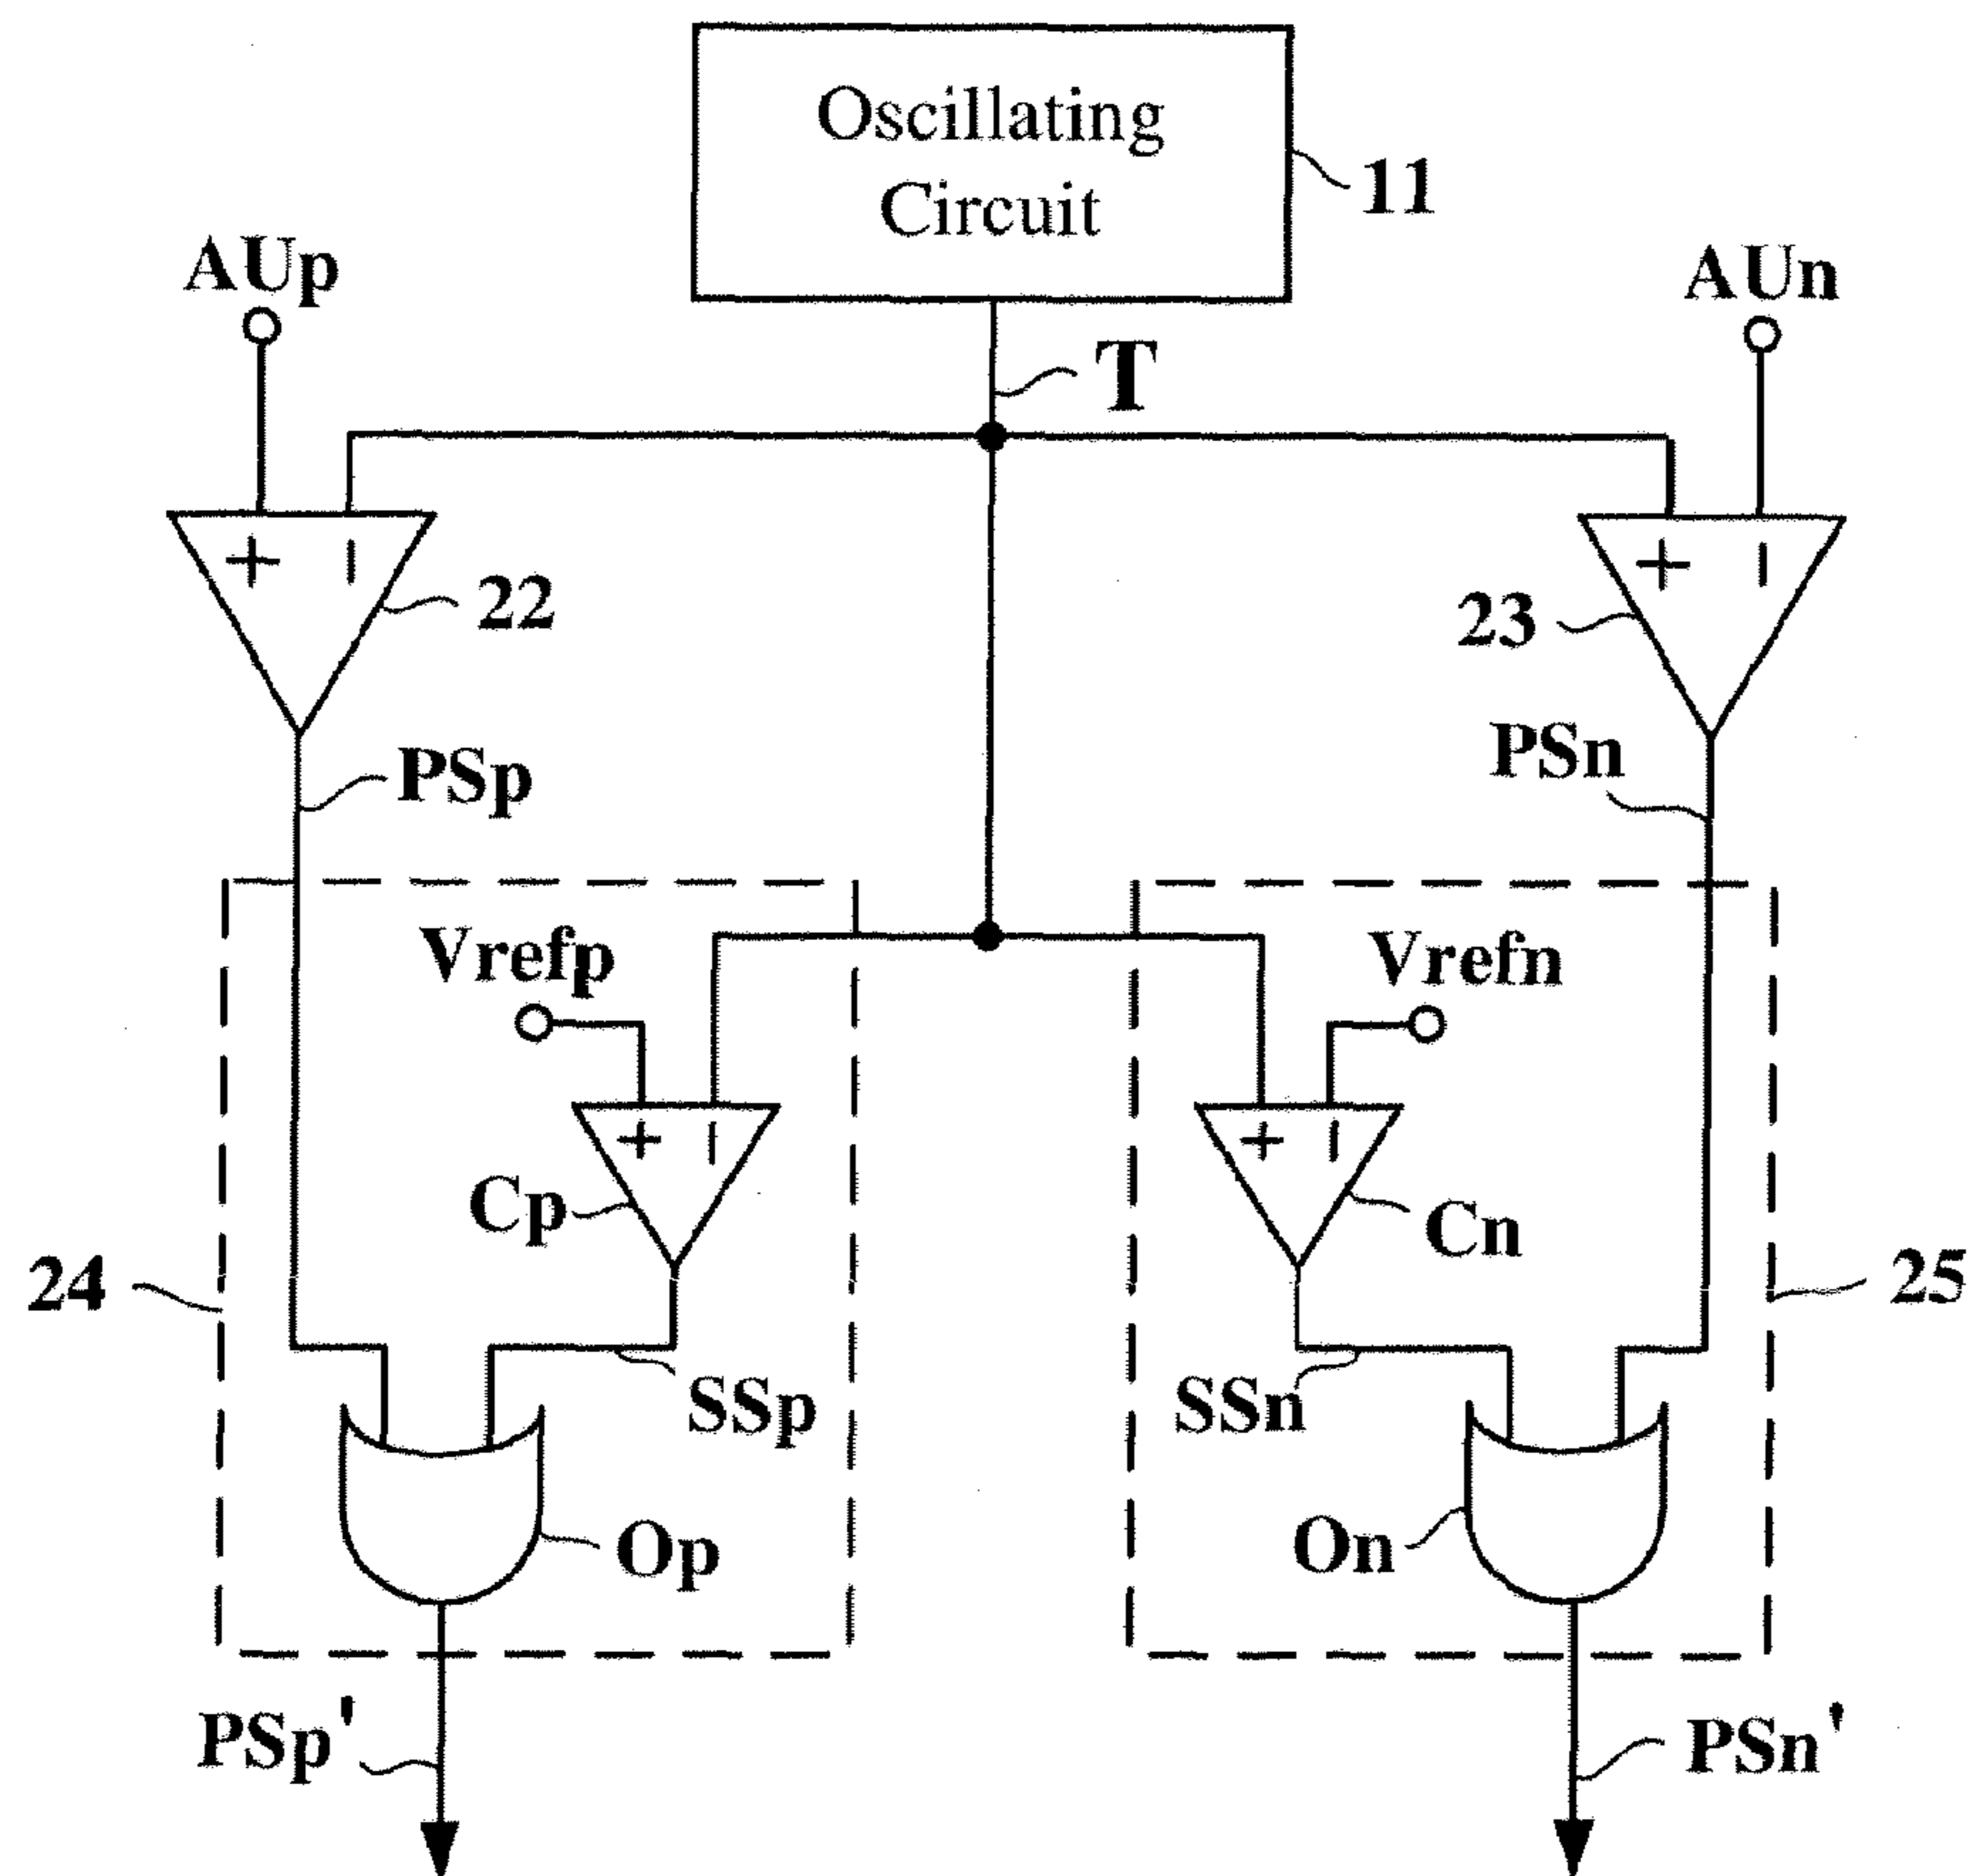 Oscillating
Circuit
11
AUp
AUn
T
+
−
22
+
−
23
PSp
PSn
Vrefp
Vrefn
+
−
+
−
Cp
Cn
24
25
SSp
SSn
Op
On
PSp'
PSn'